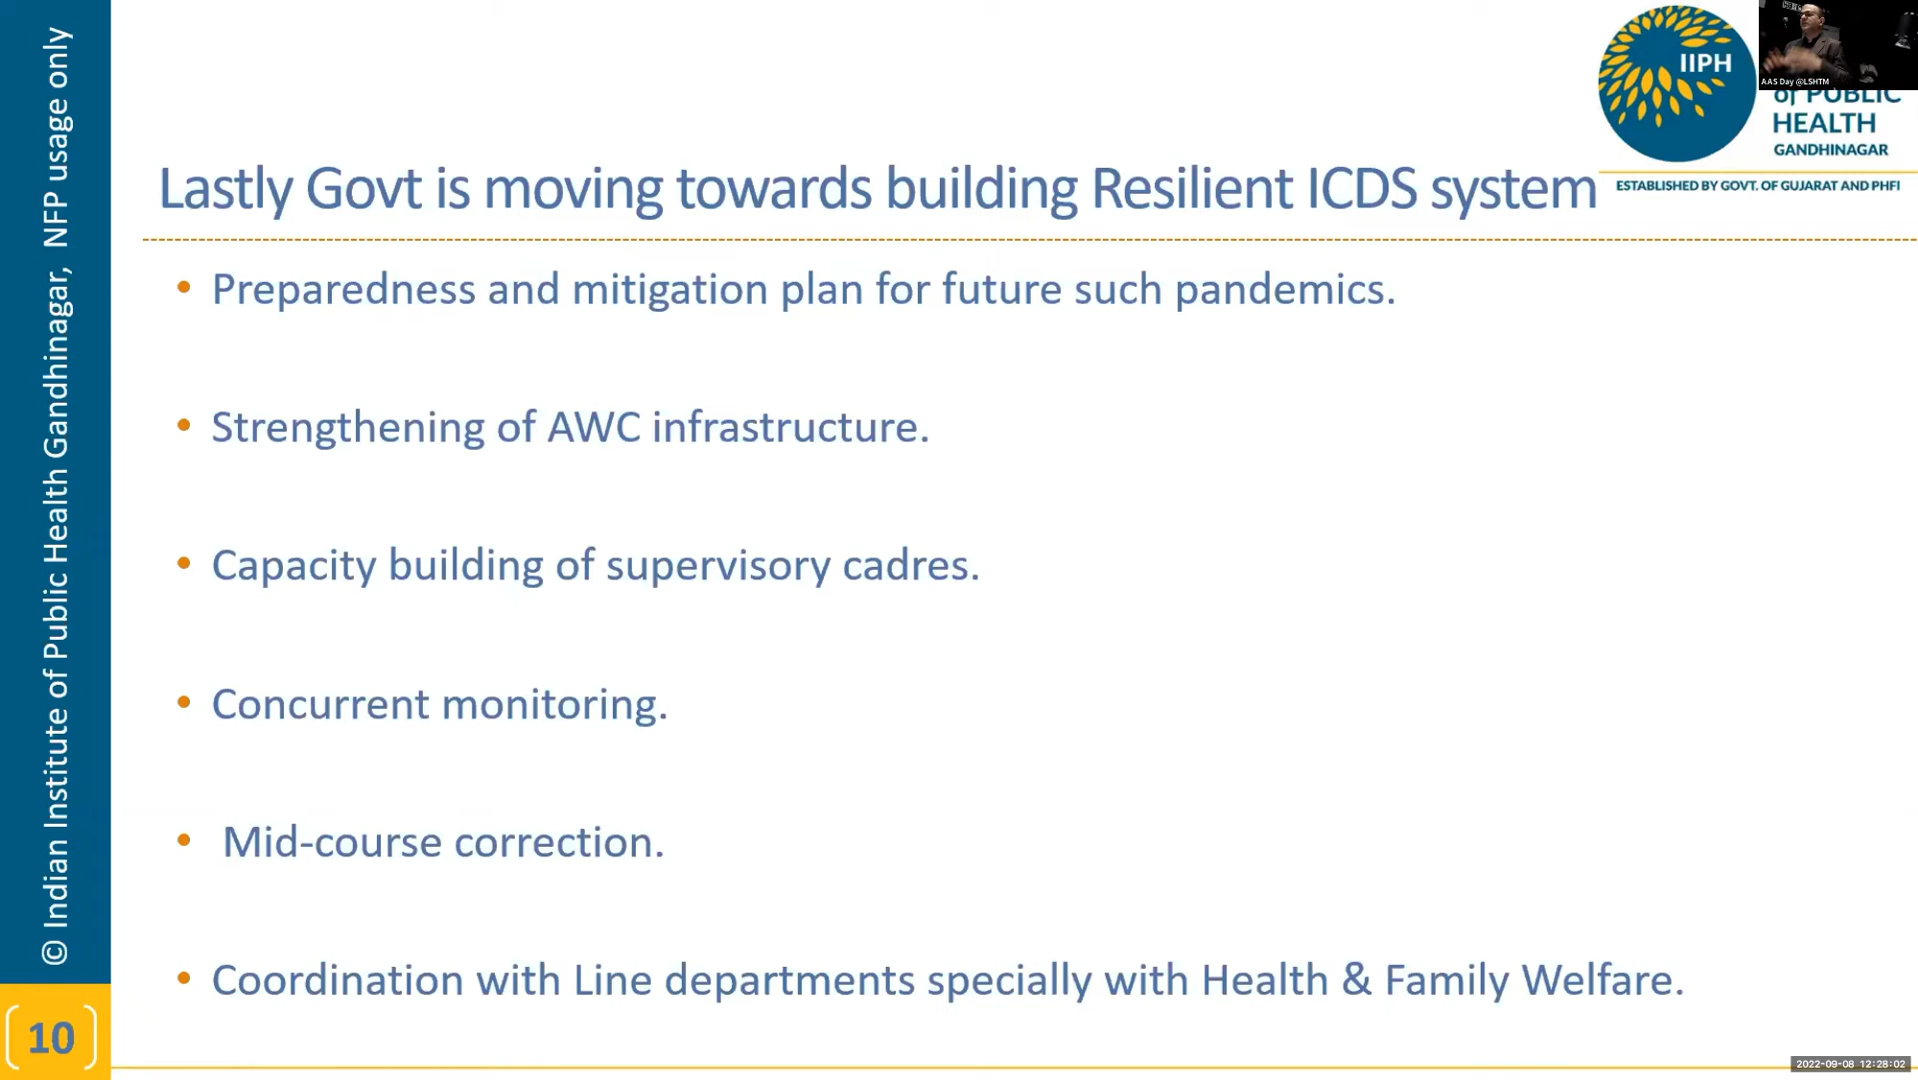 © Indian Institute of Public Health Gandhinagar, NFP usage only
IIPH
AAS Day @LSHTM
of PUBLIC
HEALTH
GANDHINAGAR
ESTABLISHED BY GOVT. OF GUJARAT AND PHFI
Lastly Govt is moving towards building Resilient ICDS system
• Preparedness and mitigation plan for future such pandemics.
• Strengthening of AWC infrastructure.
• Capacity building of supervisory cadres.
• Concurrent monitoring.
• Mid-course correction.
• Coordination with Line departments specially with Health & Family Welfare.
10
2022-09-08 12:28:02